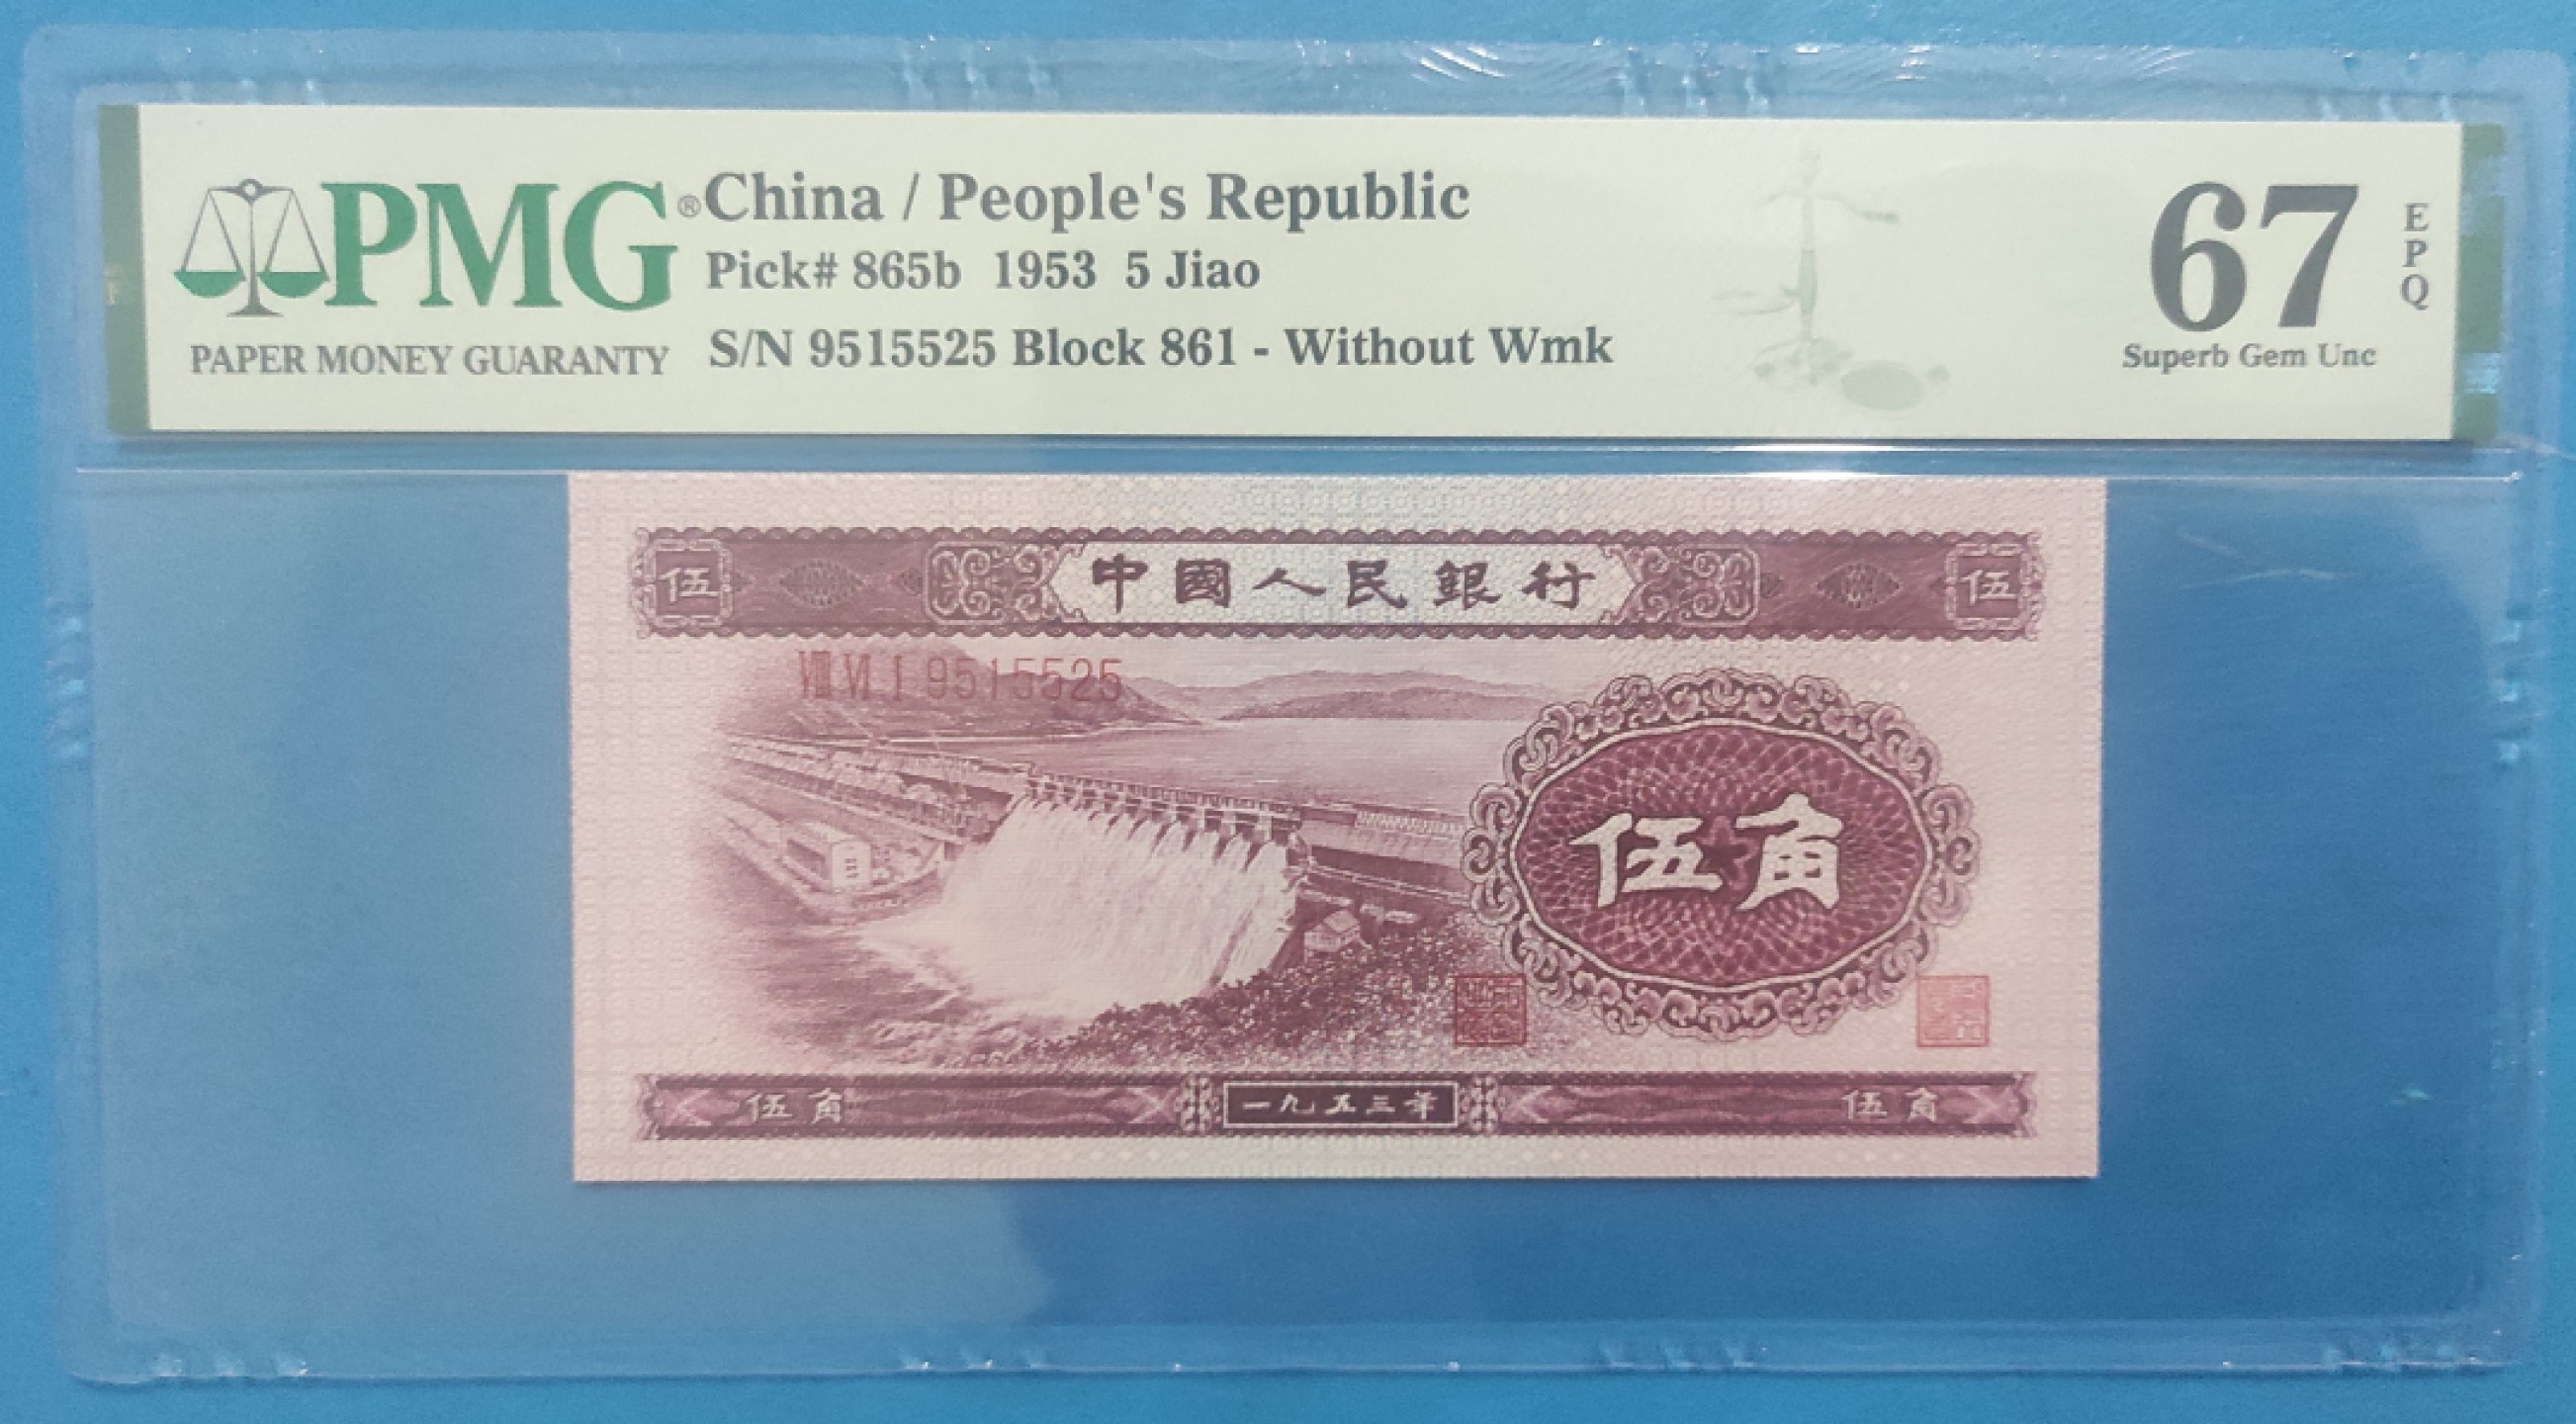 PMG® China / People's Republic
Pick# 865b 1953 5 Jiao
PAPER MONEY GUARANTY S/N 9515525 Block 861 - Without Wmk
67 EPQ
Superb Gem Unc
伍 中國人民銀行 伍
VIII VI I 9515525
伍角
伍角 一九五三年 伍角